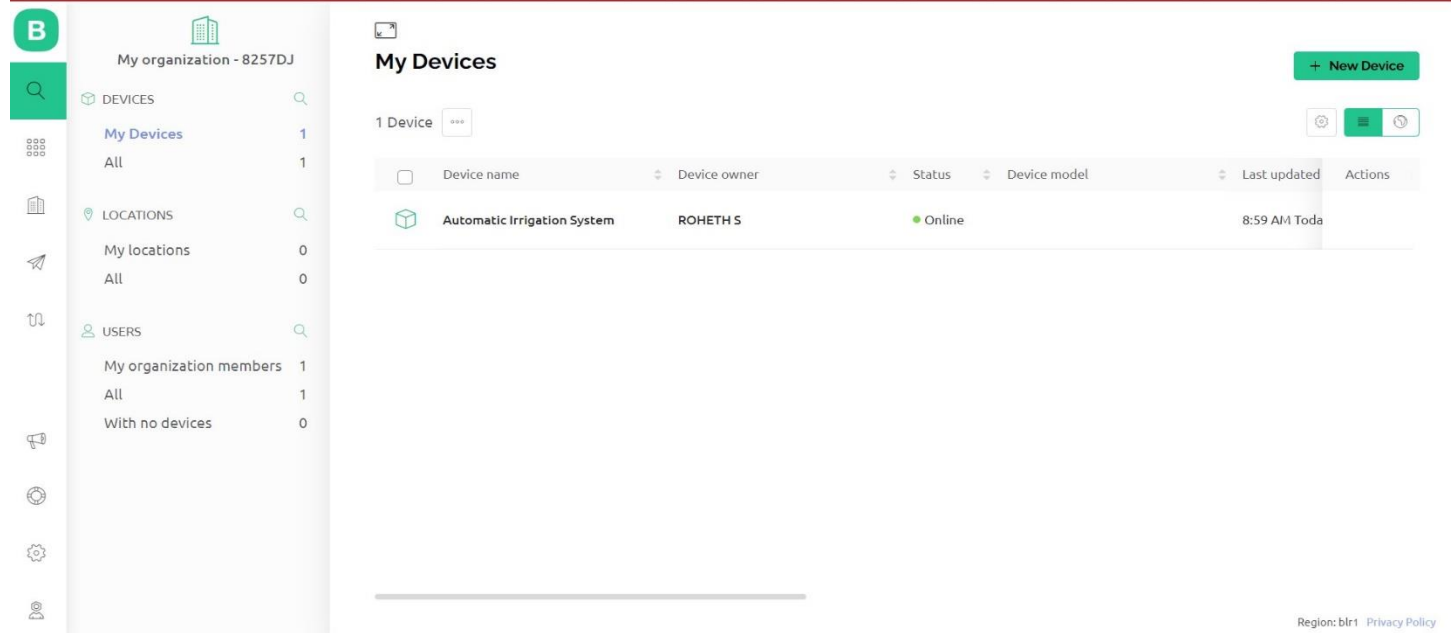 B
My organization - 8257DJ
DEVICES
My Devices 1
All 1
LOCATIONS
My locations 0
All 0
USERS
My organization members 1
All 1
With no devices 0
My Devices
+ New Device
1 Device
Device name Device owner Status Device model Last updated Actions
Automatic Irrigation System ROHETH S Online 8:59 AM Toda
Region: blr1 Privacy Policy